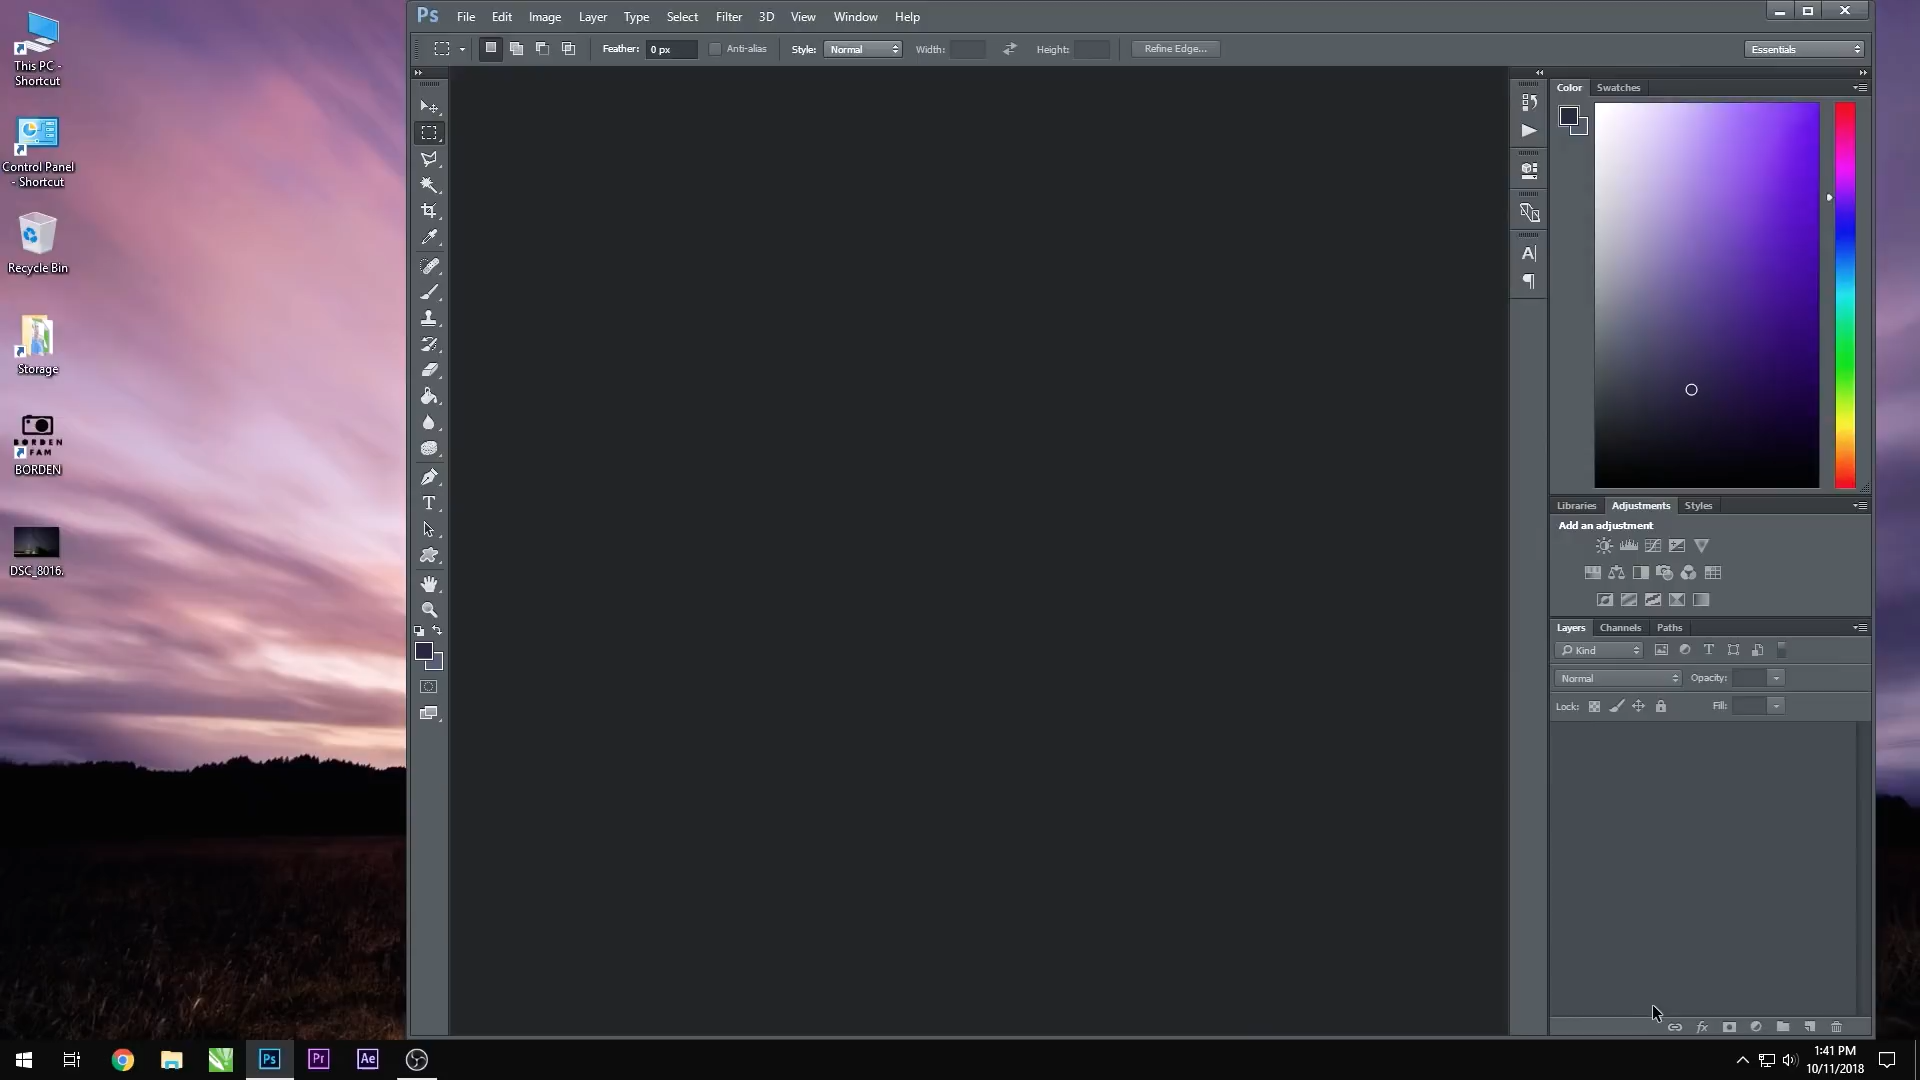 Ps File Edit Image Layer Type Select Filter 3D View Window Help
Feather: 0 px Anti-alias Style: Normal Width: Height: Refine Edge... Essentials
This PC -
Shortcut
Control Panel
- Shortcut
Recycle Bin
Storage
BORDEN
FAM
BORDEN
DSC_8016.
Color Swatches
Libraries Adjustments Styles
Add an adjustment
Layers Channels Paths
Kind
Normal Opacity:
Lock: Fill:
Ps Pr Ae
1:41 PM
10/11/2018